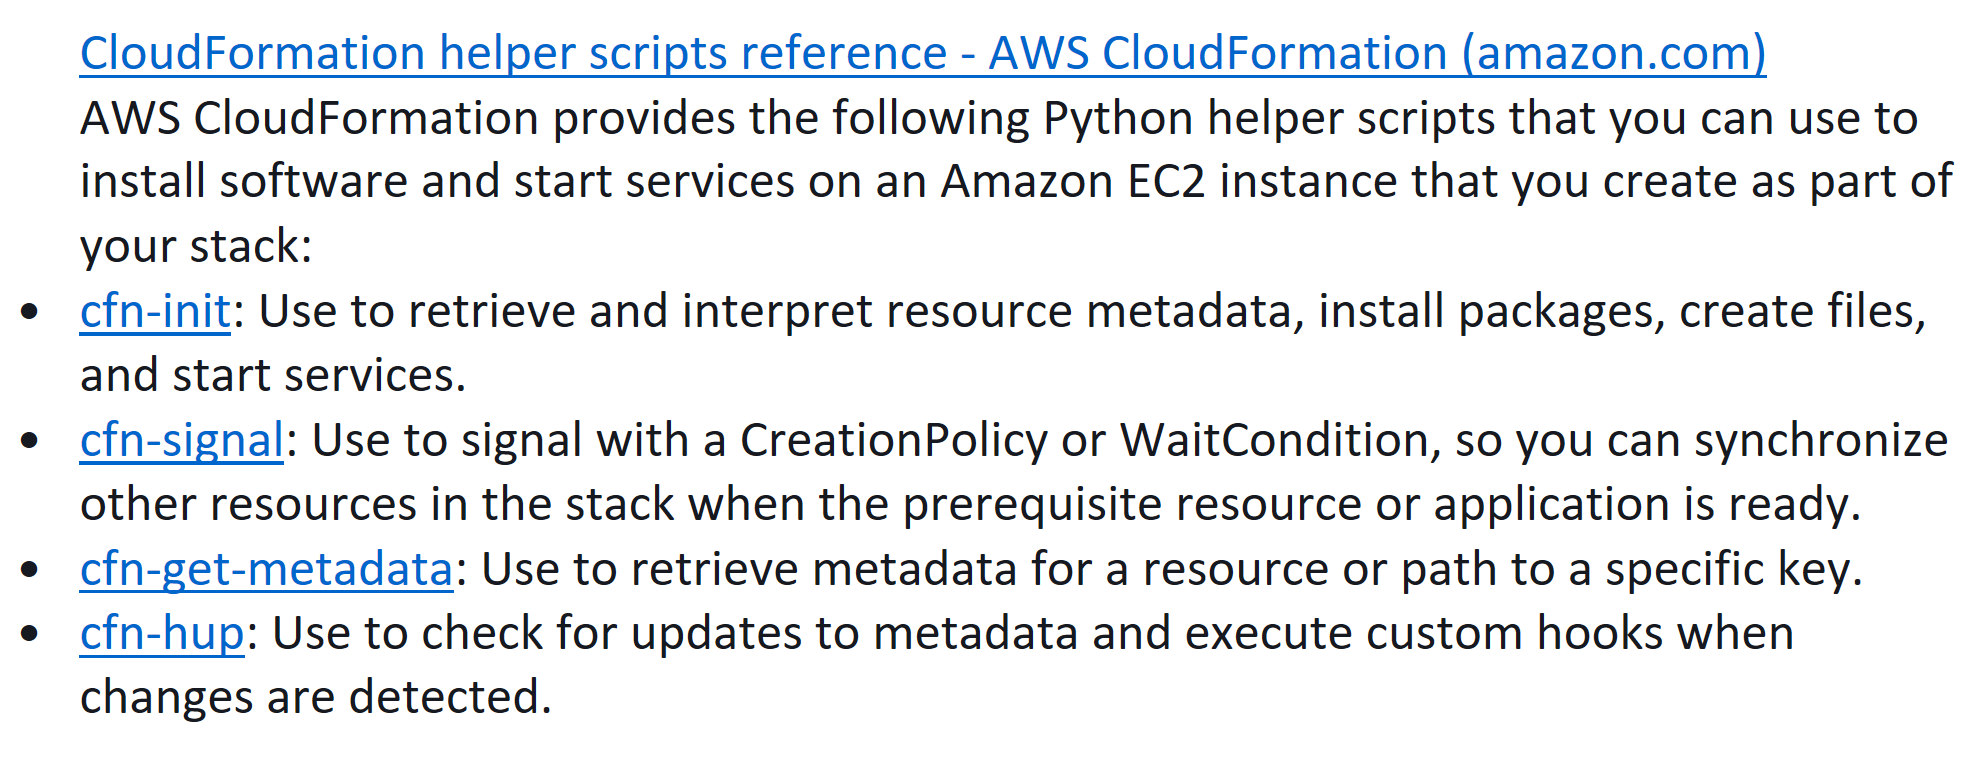 CloudFormation helper scripts reference - AWS CloudFormation (amazon.com)
AWS CloudFormation provides the following Python helper scripts that you can use to
install software and start services on an Amazon EC2 instance that you create as part of
your stack:
• cfn-init: Use to retrieve and interpret resource metadata, install packages, create files,
and start services.
• cfn-signal: Use to signal with a CreationPolicy or WaitCondition, so you can synchronize
other resources in the stack when the prerequisite resource or application is ready.
• cfn-get-metadata: Use to retrieve metadata for a resource or path to a specific key.
• cfn-hup: Use to check for updates to metadata and execute custom hooks when
changes are detected.